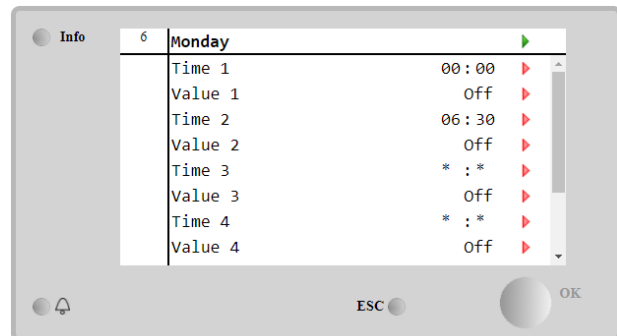 Info
6 Monday
Time 1 00:00
Value 1 Off
Time 2 06:30
Value 2 Off
Time 3 * :*
Value 3 Off
Time 4 * :*
Value 4 Off
ESC
OK